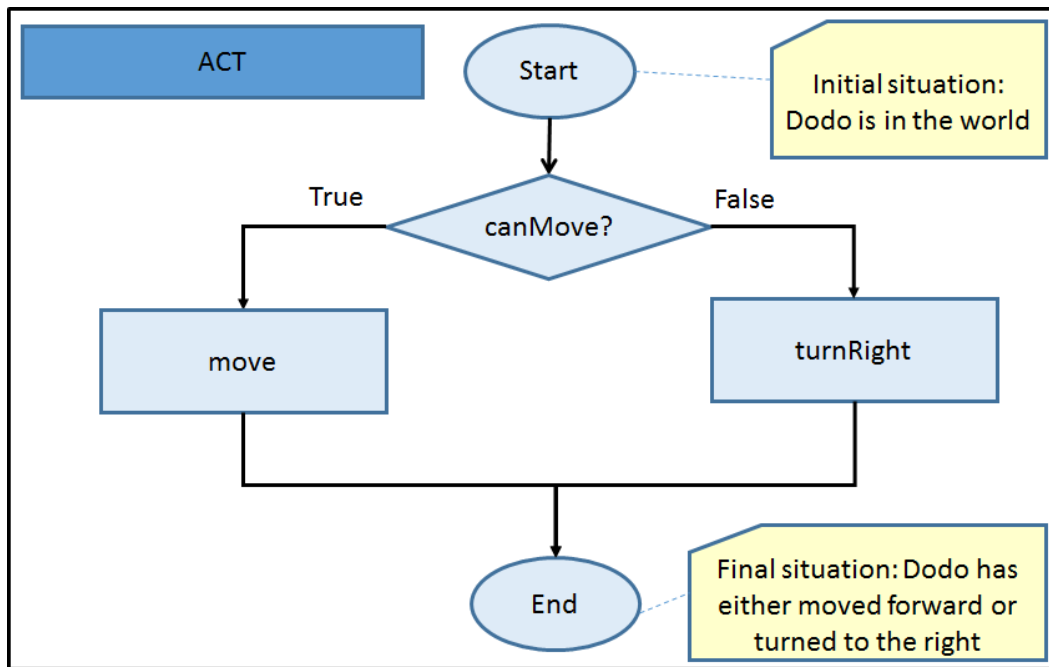 ACT
Start
Initial situation:
Dodo is in the world
True
False
canMove?
move
turnRight
End
Final situation: Dodo has
either moved forward or
turned to the right